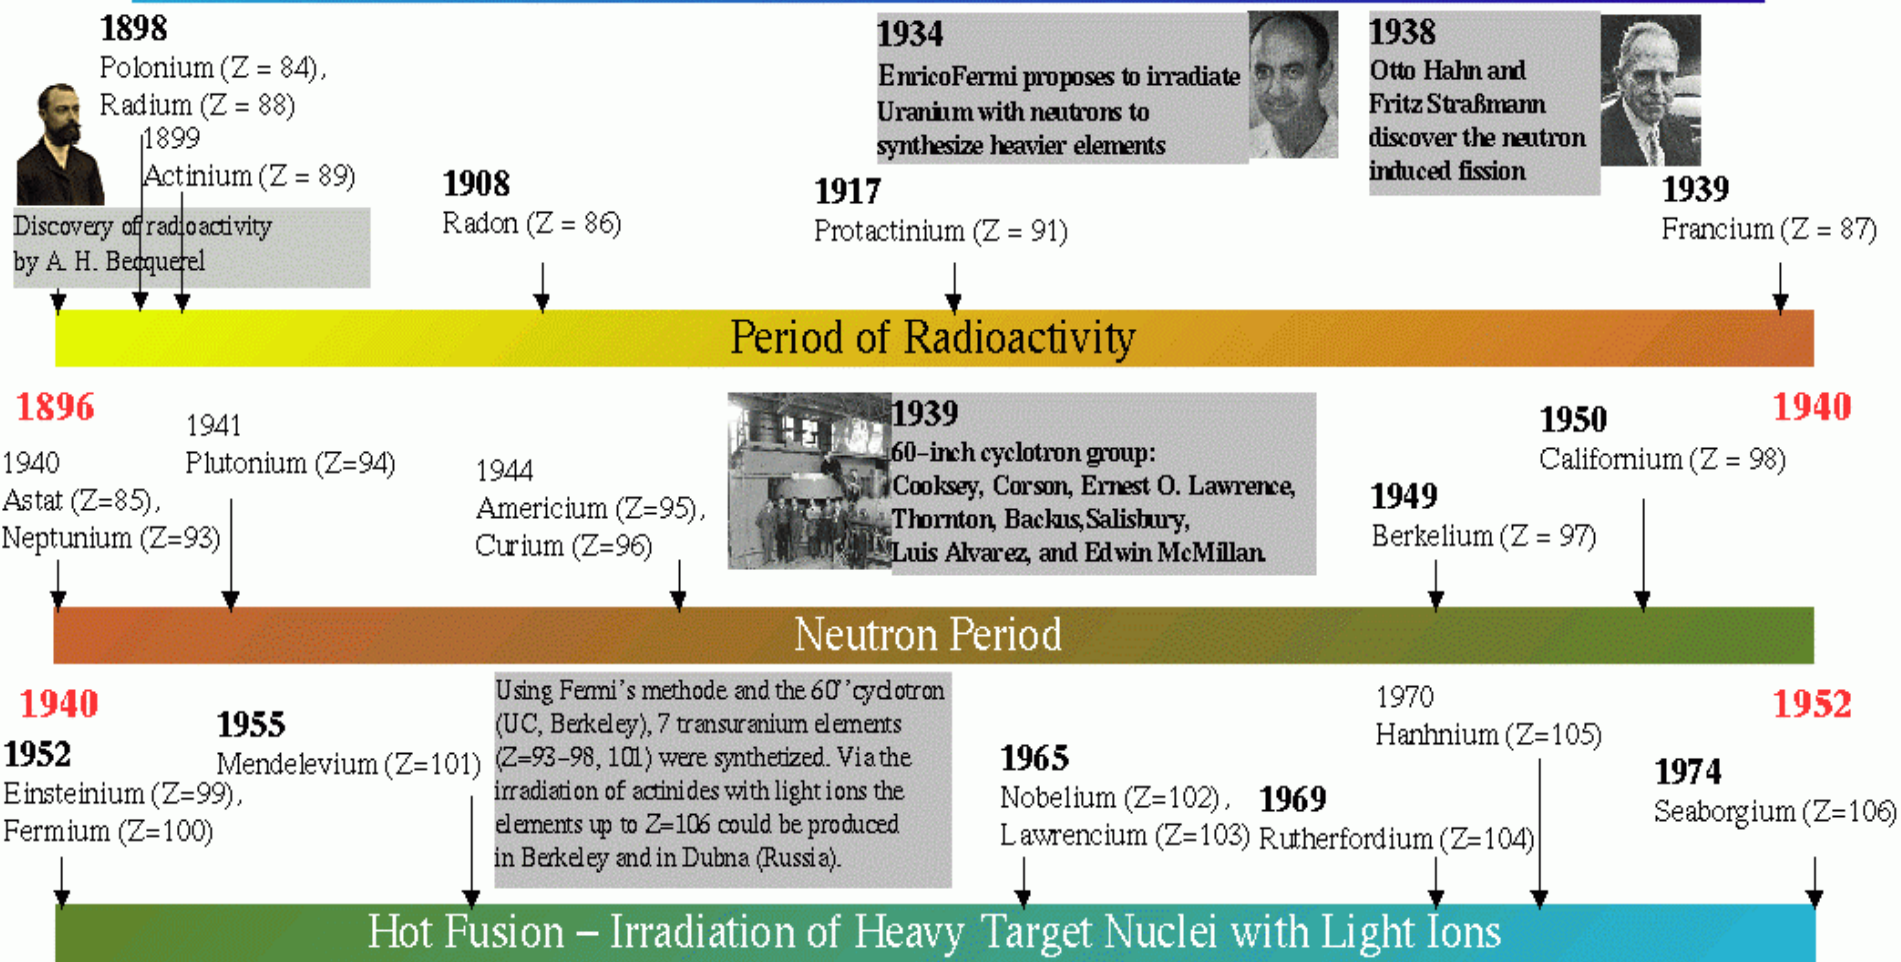 1898
Polonium (Z = 84),
Radium (Z = 88)
1899
Actinium (Z = 89)
Discovery of radioactivity
by A. H. Becquerel
1908
Radon (Z = 86)
1917
Protactinium (Z = 91)
1934
EnricoFermi proposes to irradiate
Uranium with neutrons to
synthesize heavier elements
1938
Otto Hahn and
Fritz Straßmann
discover the neutron
induced fission
1939
Francium (Z = 87)
Period of Radioactivity
1896
1940
1940
Astat (Z=85),
Neptunium (Z=93)
1941
Plutonium (Z=94)
1944
Americium (Z=95),
Curium (Z=96)
1939
60-inch cyclotron group:
Cooksey, Corson, Ernest O. Lawrence,
Thornton, Backus,Salisbury,
Luis Alvarez, and Edwin McMillan.
1949
Berkelium (Z = 97)
1950
Californium (Z = 98)
Neutron Period
1940
1952
1952
Einsteinium (Z=99),
Fermium (Z=100)
1955
Mendelevium (Z=101)
Using Fermi's methode and the 60''cyclotron
(UC, Berkeley), 7 transuranium elements
(Z=93-98, 101) were synthetized. Via the
irradiation of actinides with light ions the
elements up to Z=106 could be produced
in Berkeley and in Dubna (Russia).
1965
Nobelium (Z=102),
Lawrencium (Z=103)
1969
Rutherfordium (Z=104)
1970
Hanhnium (Z=105)
1974
Seaborgium (Z=106)
Hot Fusion – Irradiation of Heavy Target Nuclei with Light Ions